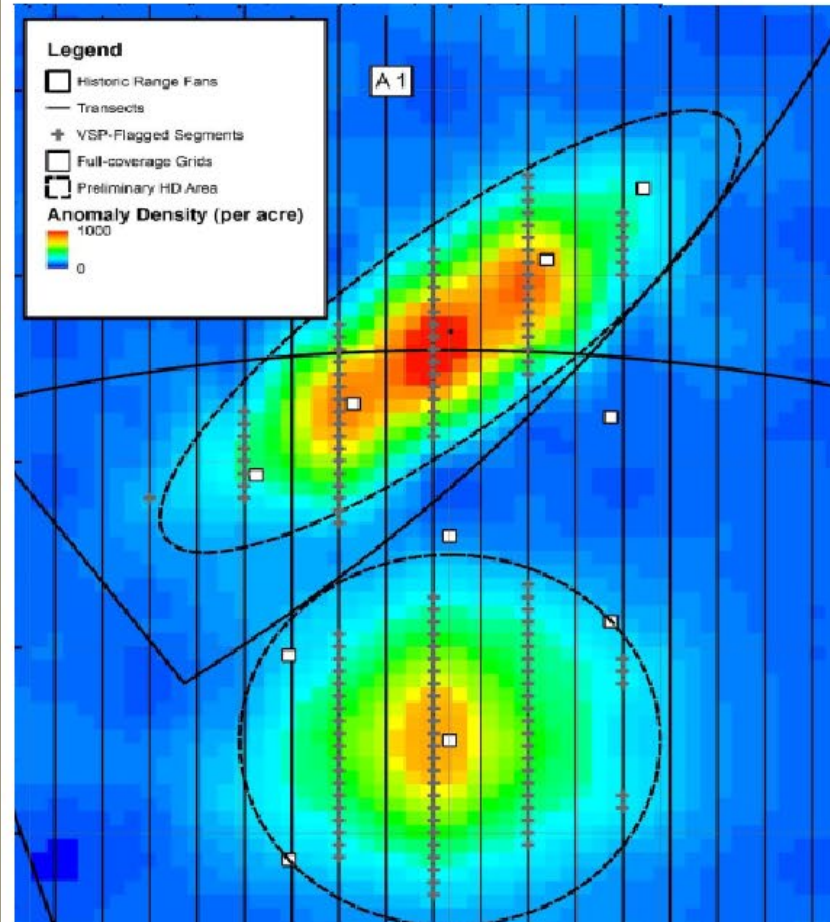 Legend
Historic Range Fans
Transects
VSP-Flagged Segments
Full-coverage Grids
Preliminary HD Area
Anomaly Density (per acre)
1000
0
A 1